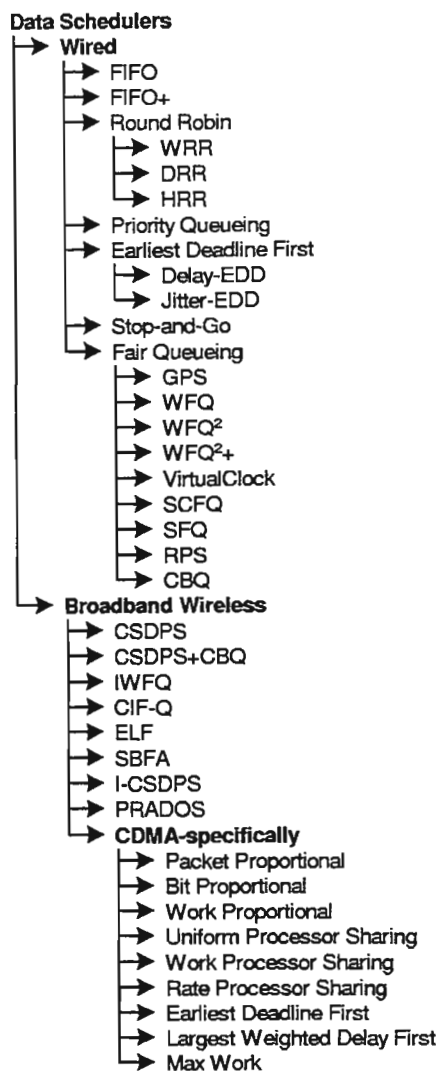 Data Schedulers
Wired
FIFO
FIFO+
Round Robin
WRR
DRR
HRR
Priority Queueing
Earliest Deadline First
Delay-EDD
Jitter-EDD
Stop-and-Go
Fair Queueing
GPS
WFQ
WFQ²
WFQ²+
VirtualClock
SCFQ
SFQ
RPS
CBQ
Broadband Wireless
CSDPS
CSDPS+CBQ
IWFQ
CIF-Q
ELF
SBFA
I-CSDPS
PRADOS
CDMA-specifically
Packet Proportional
Bit Proportional
Work Proportional
Uniform Processor Sharing
Work Processor Sharing
Rate Processor Sharing
Earliest Deadline First
Largest Weighted Delay First
Max Work